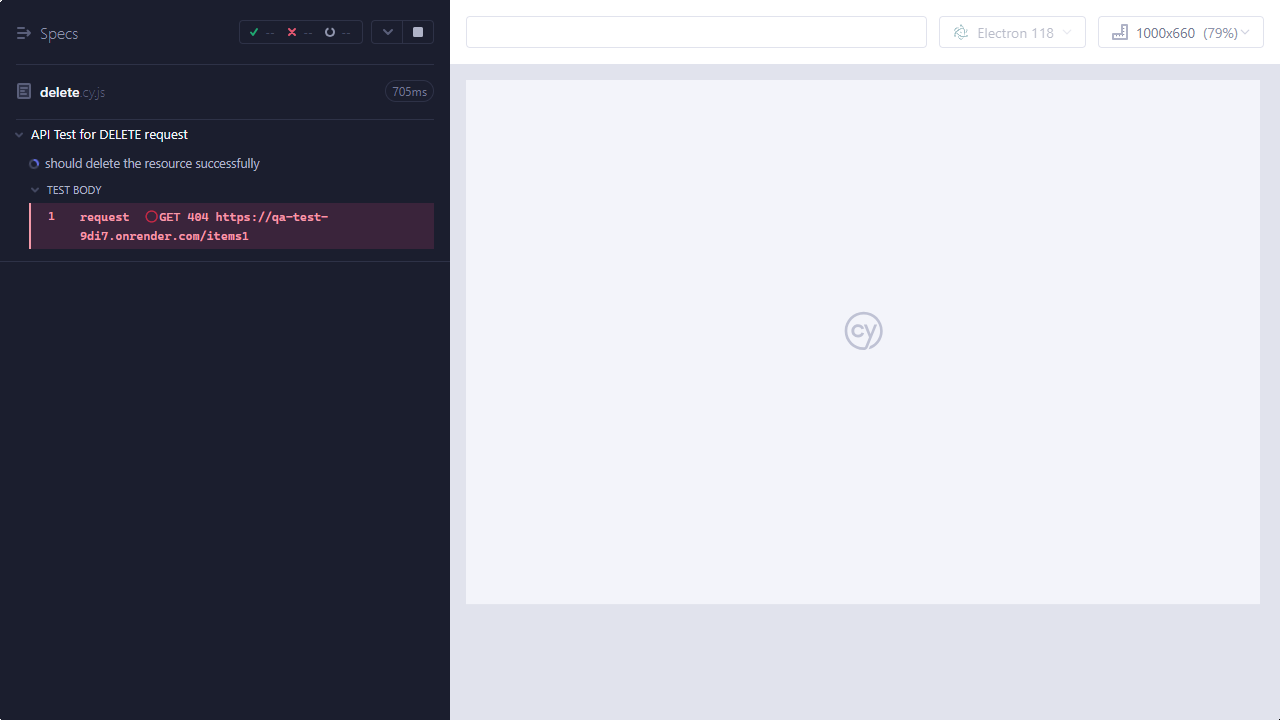 Specs
-- -- --
delete.cy.js
705ms
API Test for DELETE request
should delete the resource successfully
TEST BODY
1 request GET 404 https://qa-test-
9di7.onrender.com/items1
Electron 118
1000x660 (79%)
cy